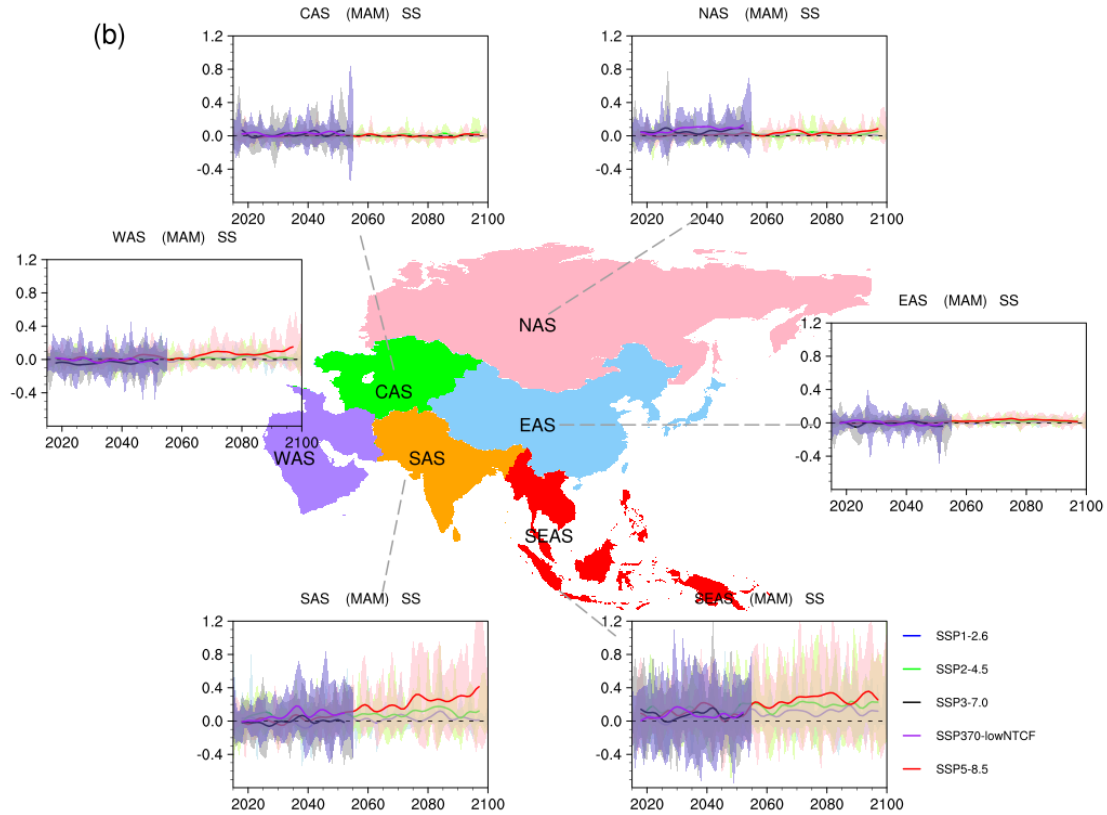 (b)
CAS (MAM) SS
1.2
0.8
0.4
0.0
-0.4
2020 2040 2060 2080 2100
NAS (MAM) SS
1.2
0.8
0.4
0.0
-0.4
2020 2040 2060 2080 2100
WAS (MAM) SS
1.2
0.8
0.4
0.0
-0.4
2020 2040 2060 2080 2100
EAS (MAM) SS
1.2
0.8
0.4
0.0
-0.4
2020 2040 2060 2080 2100
NAS
CAS
EAS
WAS
SAS
SEAS
SAS (MAM) SS
1.2
0.8
0.4
0.0
-0.4
2020 2040 2060 2080 2100
SEAS (MAM) SS
1.2
0.8
0.4
0.0
-0.4
2020 2040 2060 2080 2100
SSP1-2.6
SSP2-4.5
SSP3-7.0
SSP370-lowNTCF
SSP5-8.5